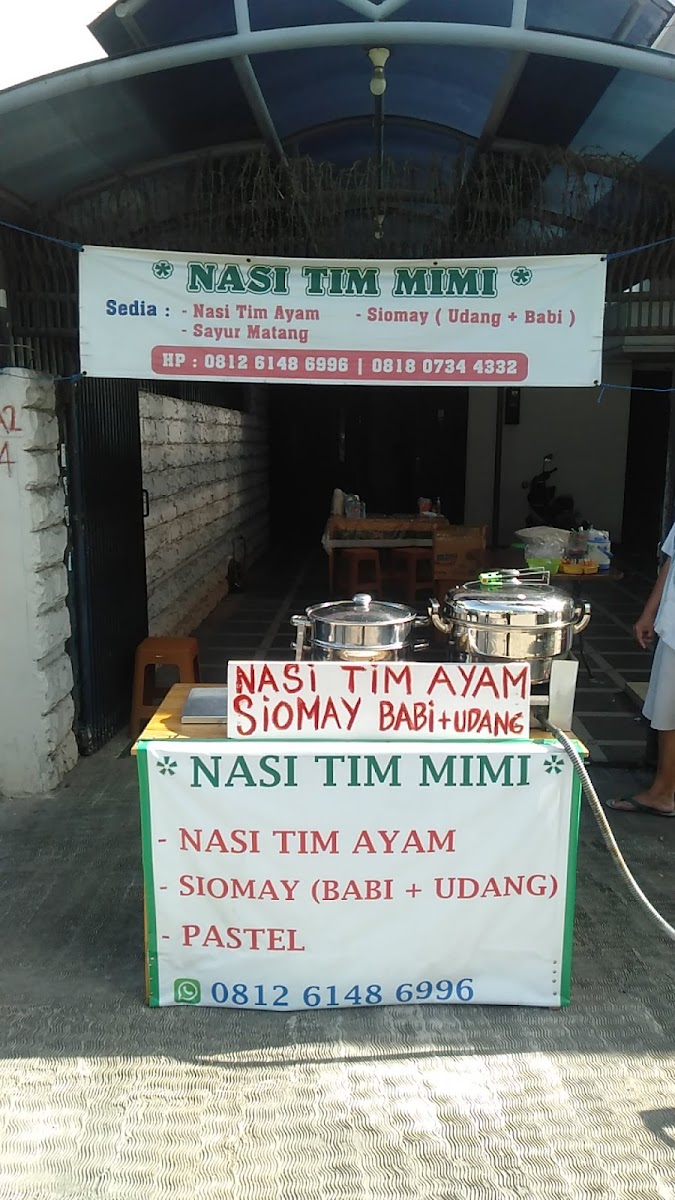 * NASI TIM MIMI *
Sedia : - Nasi Tim Ayam - Siomay ( Udang + Babi )
- Sayur Matang
HP : 0812 6148 6996 | 0818 0734 4332
NASI TIM AYAM
SIOMAY BABI+UDANG
* NASI TIM MIMI *
- NASI TIM AYAM
- SIOMAY (BABI + UDANG)
- PASTEL
0812 6148 6996